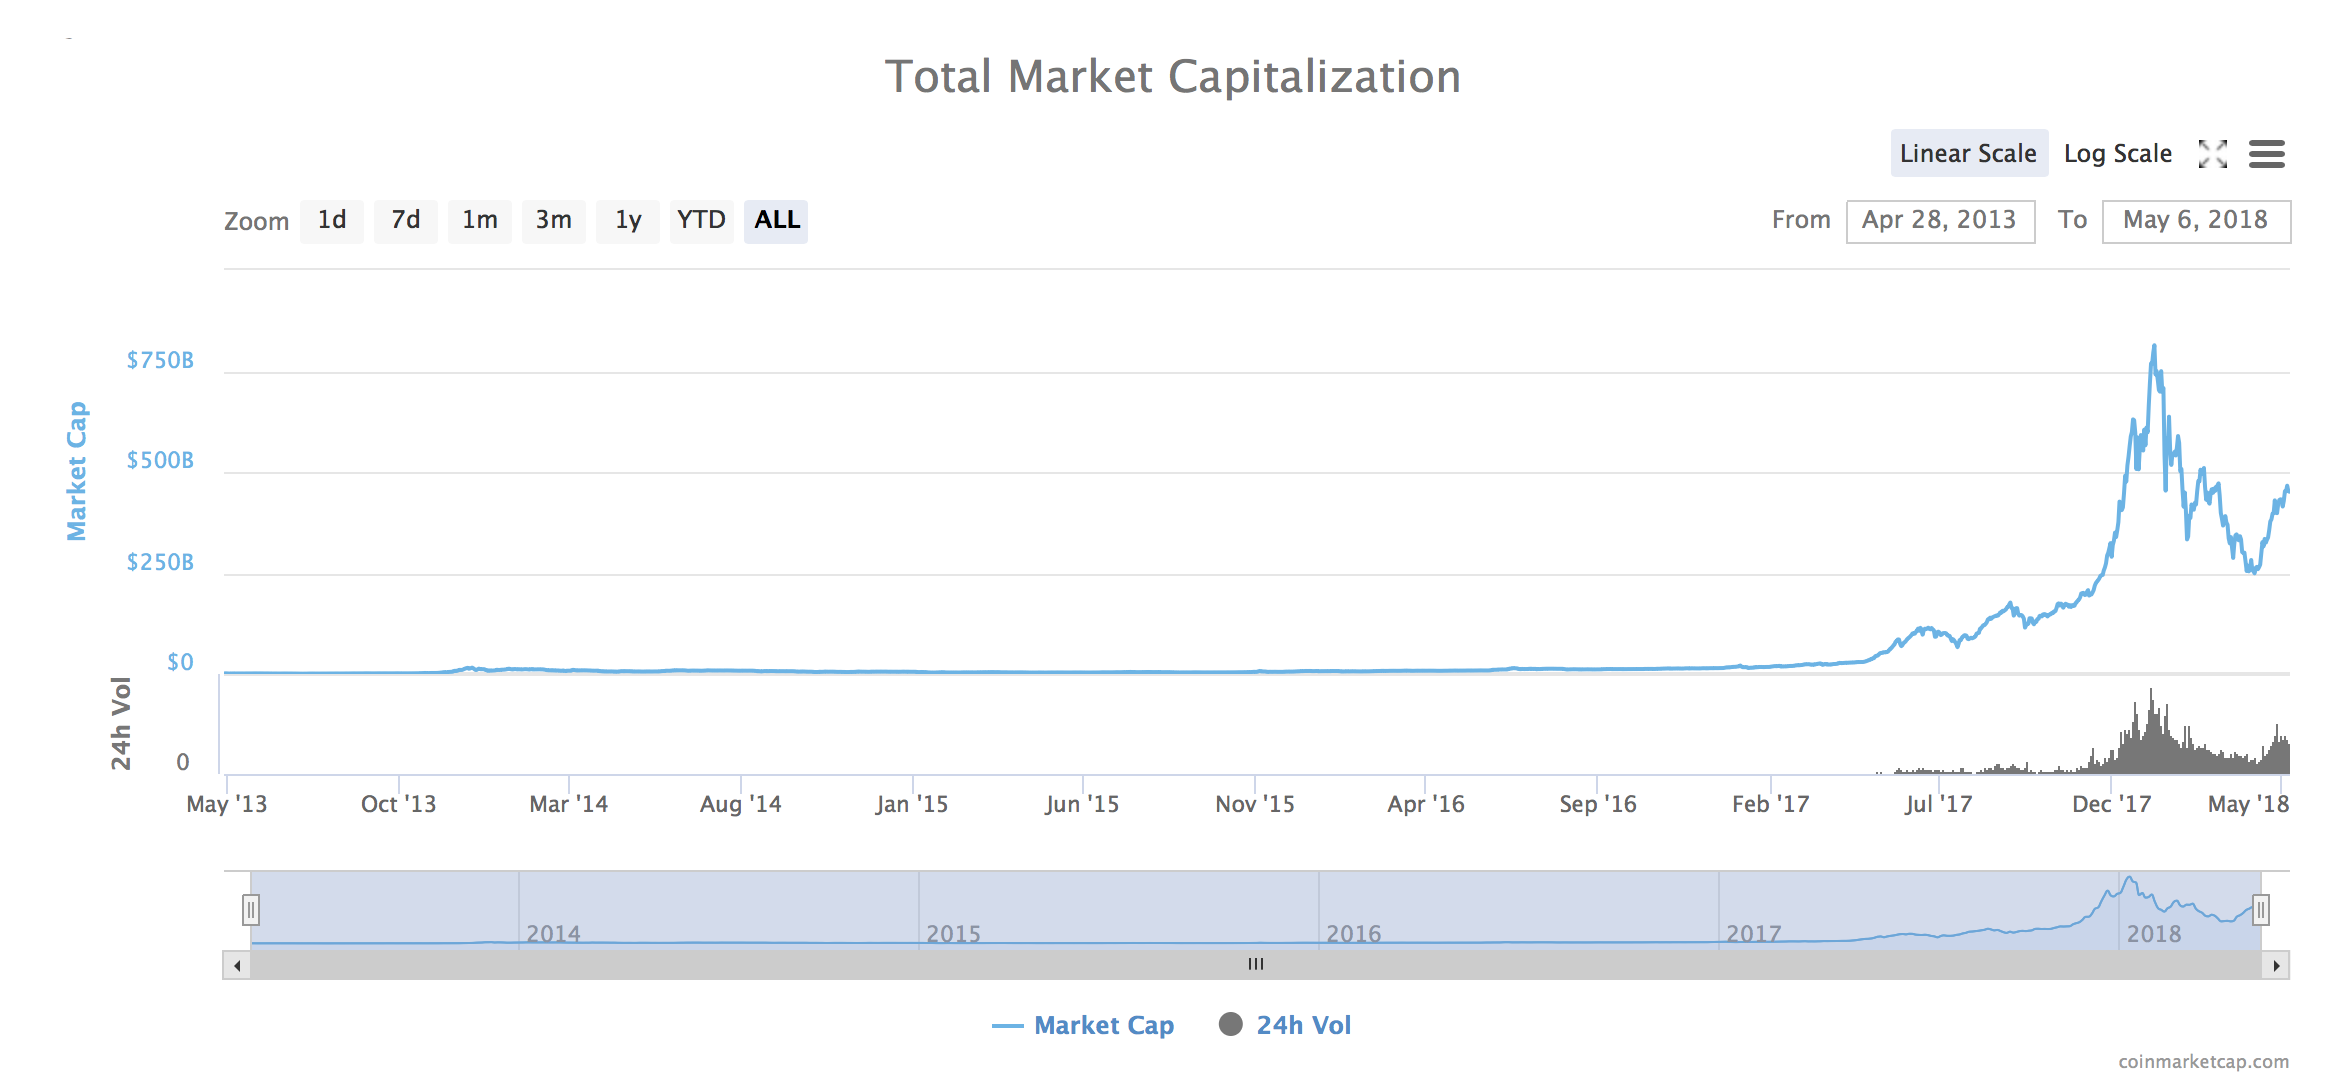 Total Market Capitalization
Linear Scale Log Scale
Zoom 1d 7d 1m 3m 1y YTD ALL From Apr 28, 2013 To May 6, 2018
Market Cap
$750B
$500B
$250B
$0
24h Vol
0
May '13 Oct '13 Mar '14 Aug '14 Jan '15 Jun '15 Nov '15 Apr '16 Sep '16 Feb '17 Jul '17 Dec '17 May '18
2014 2015 2016 2017 2018
Market Cap 24h Vol
coinmarketcap.com